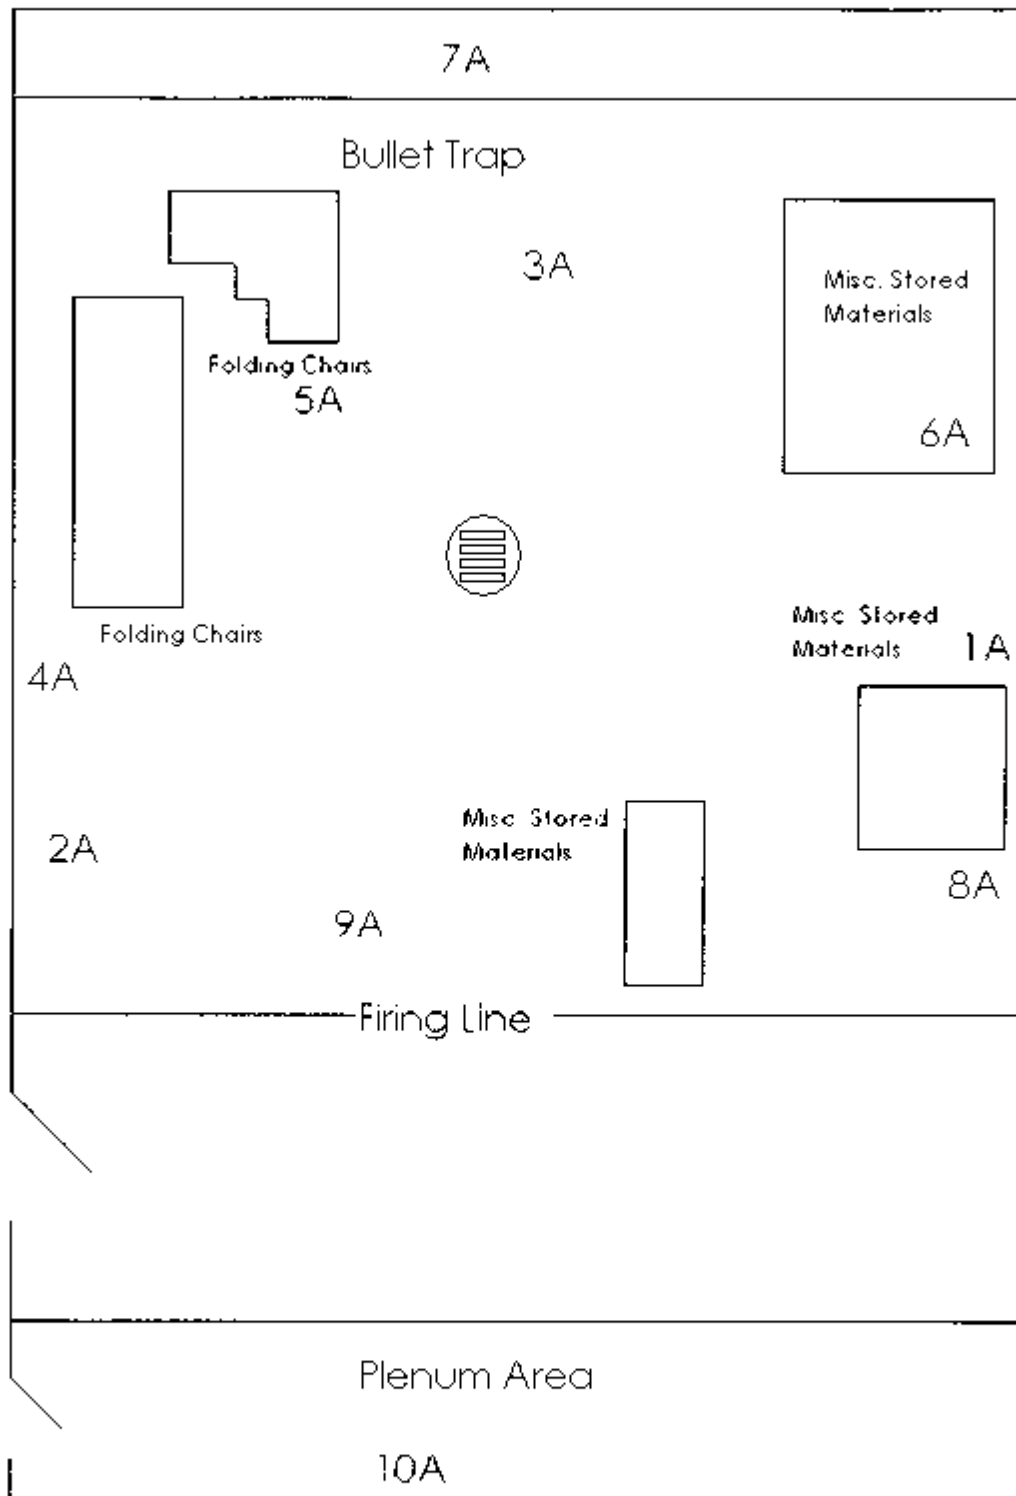 7A
Bullet Trap
3A
Misc. Stored
Materials
Folding Chairs
5A
6A
Misc Stored
Materials
1A
Folding Chairs
4A
Misc Stored
Materials
2A
8A
9A
Firing Line
Plenum Area
10A